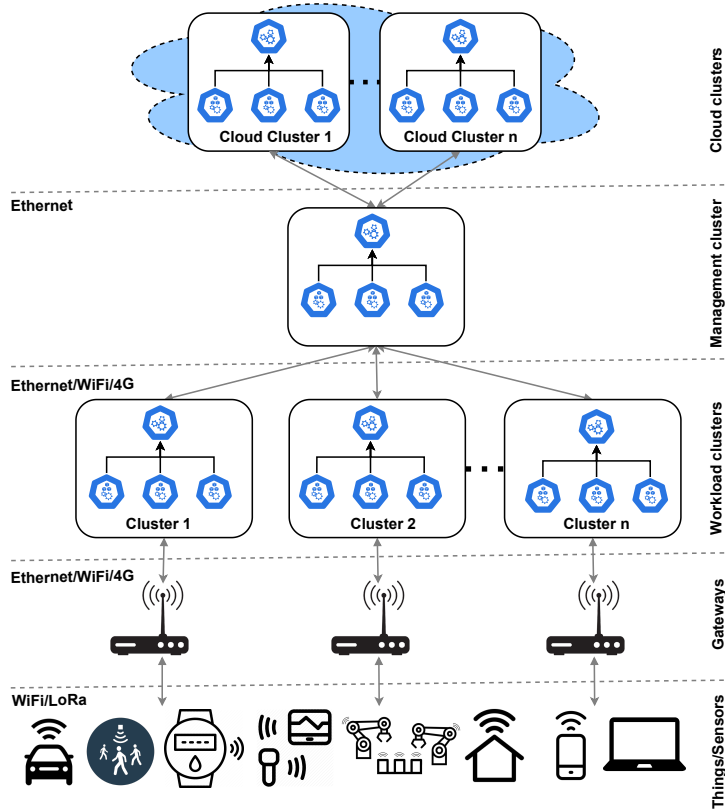 Cloud Cluster 1
Cloud Cluster n
Cloud clusters
Ethernet
Management cluster
Ethernet/WiFi/4G
Cluster 1
Cluster 2
Cluster n
Workload clusters
Ethernet/WiFi/4G
Gateways
WiFi/LoRa
Things/Sensors